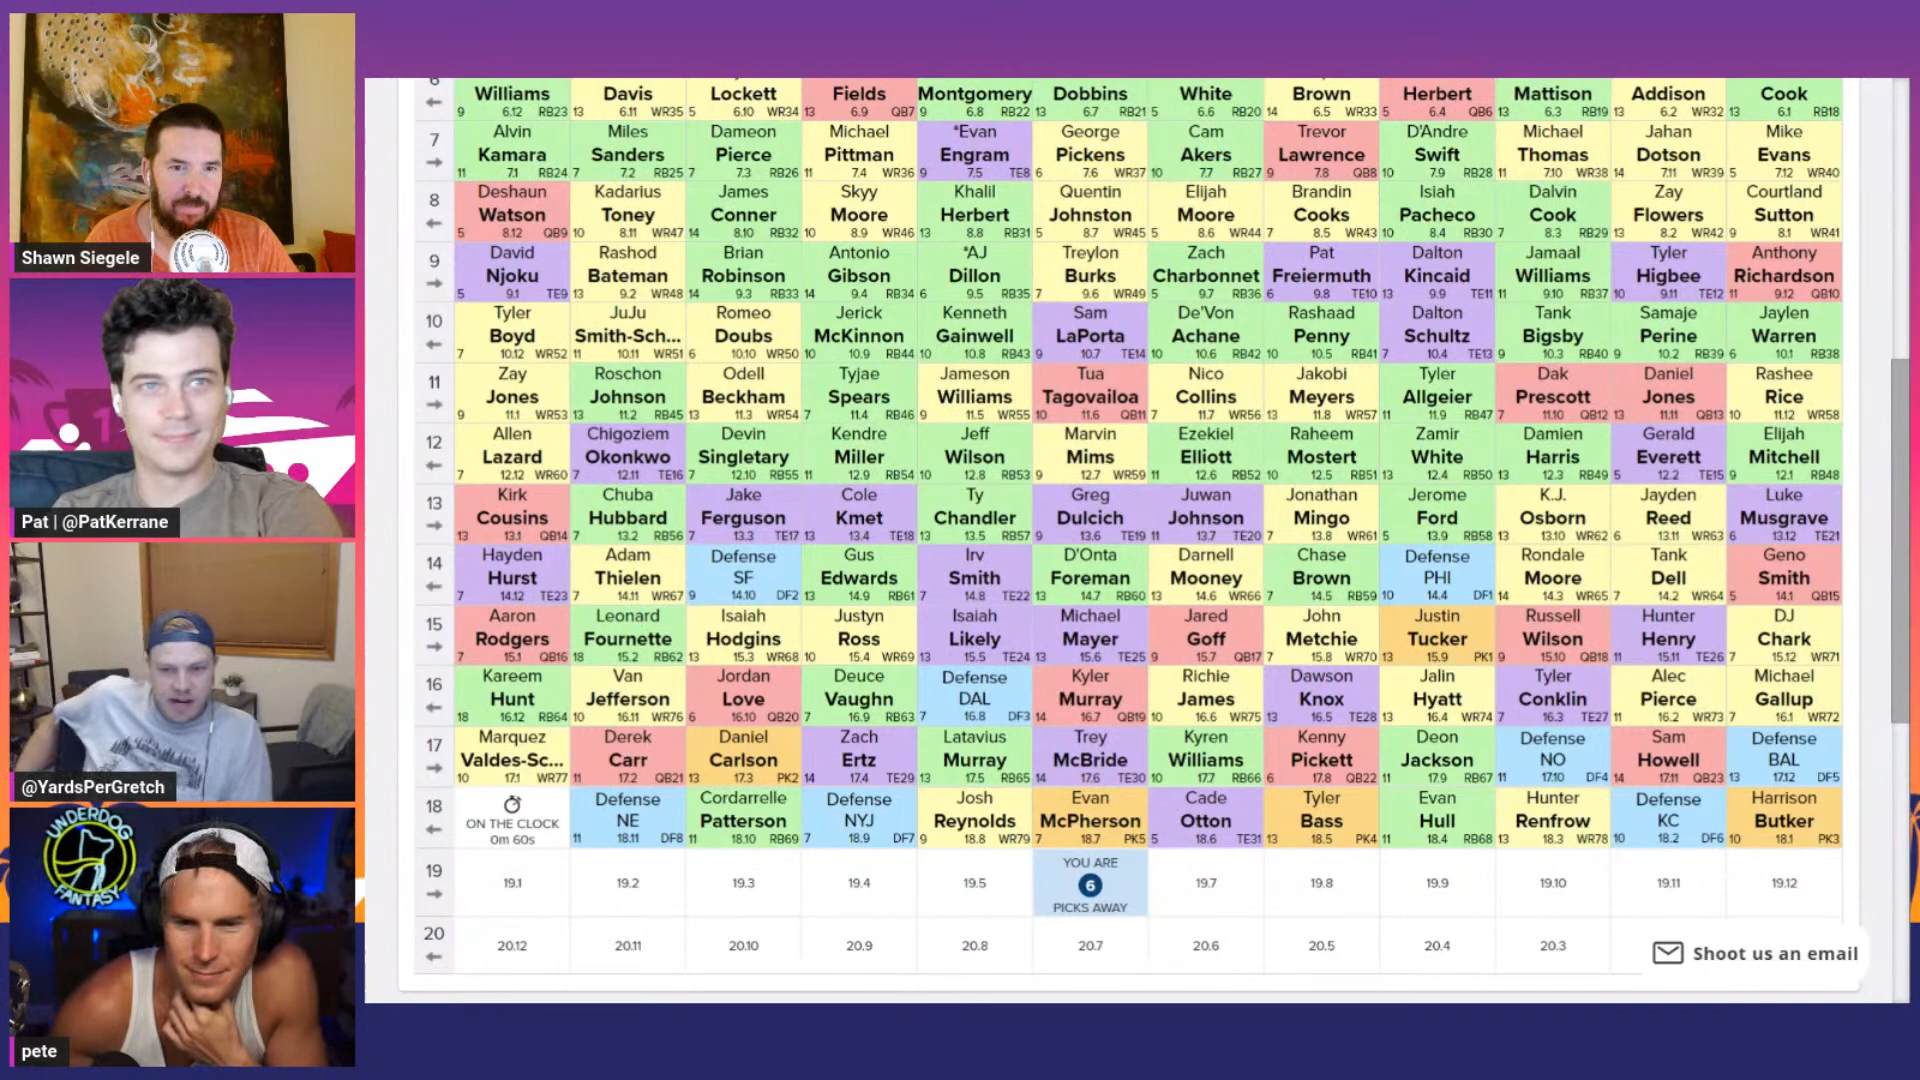 Shawn Siegele
Pat | @PatKerrane
@YardsPerGretch
UNDERDOG
FANTASY
pete
6 Williams Davis Lockett Fields Montgomery Dobbins White Brown Herbert Mattison Addison Cook
9 6.12 RB23 13 6.11 WR35 5 6.10 WR34 13 6.9 QB7 9 6.8 RB22 13 6.7 RB21 5 6.6 RB20 14 6.5 WR33 5 6.4 QB6 13 6.3 RB19 13 6.2 WR32 13 6.1 RB18
7 Alvin Miles Dameon Michael *Evan George Cam Trevor D'Andre Michael Jahan Mike
Kamara Sanders Pierce Pittman Engram Pickens Akers Lawrence Swift Thomas Dotson Evans
11 7.1 RB24 7 7.2 RB25 7 7.3 RB26 11 7.4 WR36 9 7.5 TE8 6 7.6 WR37 10 7.7 RB27 9 7.8 QB8 10 7.9 RB28 11 7.10 WR38 14 7.11 WR39 5 7.12 WR40
8 Deshaun Kadarius James Skyy Khalil Quentin Elijah Brandin Isiah Dalvin Zay Courtland
Watson Toney Conner Moore Herbert Johnston Moore Cooks Pacheco Cook Flowers Sutton
5 8.12 QB9 10 8.11 WR47 14 8.10 RB32 10 8.9 WR46 13 8.8 RB31 5 8.7 WR45 5 8.6 WR44 7 8.5 WR43 10 8.4 RB30 7 8.3 RB29 13 8.2 WR42 9 8.1 WR41
9 David Rashod Brian Antonio *AJ Treylon Zach Pat Dalton Jamaal Tyler Anthony
Njoku Bateman Robinson Gibson Dillon Burks Charbonnet Freiermuth Kincaid Williams Higbee Richardson
5 9.1 TE9 13 9.2 WR48 14 9.3 RB33 14 9.4 RB34 6 9.5 RB35 7 9.6 WR49 5 9.7 RB36 6 9.8 TE10 13 9.9 TE11 11 9.10 RB37 10 9.11 TE12 11 9.12 QB10
10 Tyler JuJu Romeo Jerick Kenneth Sam De'Von Rashaad Dalton Tank Samaje Jaylen
Boyd Smith-Sch... Doubs McKinnon Gainwell LaPorta Achane Penny Schultz Bigsby Perine Warren
7 10.12 WR52 11 10.11 WR51 6 10.10 WR50 10 10.9 RB44 10 10.8 RB43 9 10.7 TE14 10 10.6 RB42 10 10.5 RB41 7 10.4 TE13 9 10.3 RB40 9 10.2 RB39 6 10.1 RB38
11 Zay Roschon Odell Tyjae Jameson Tua Nico Jakobi Tyler Dak Daniel Rashee
Jones Johnson Beckham Spears Williams Tagovailoa Collins Meyers Allgeier Prescott Jones Rice
9 11.1 WR53 13 11.2 RB45 13 11.3 WR54 7 11.4 RB46 9 11.5 WR55 10 11.6 QB11 7 11.7 WR56 13 11.8 WR57 11 11.9 RB47 7 11.10 QB12 13 11.11 QB13 10 11.12 WR58
12 Allen Chigoziem Devin Kendre Jeff Marvin Ezekiel Raheem Zamir Damien Gerald Elijah
Lazard Okonkwo Singletary Miller Wilson Mims Elliott Mostert White Harris Everett Mitchell
7 12.12 WR60 7 12.11 TE16 7 12.10 RB55 11 12.9 RB54 10 12.8 RB53 9 12.7 WR59 11 12.6 RB52 10 12.5 RB51 13 12.4 RB50 13 12.3 RB49 5 12.2 TE15 9 12.1 RB48
13 Kirk Chuba Jake Cole Ty Greg Juwan Jonathan Jerome K.J. Jayden Luke
Cousins Hubbard Ferguson Kmet Chandler Dulcich Johnson Mingo Ford Osborn Reed Musgrave
13 13.1 QB14 7 13.2 RB56 7 13.3 TE17 13 13.4 TE18 13 13.5 RB57 9 13.6 TE19 11 13.7 TE20 7 13.8 WR61 5 13.9 RB58 13 13.10 WR62 6 13.11 WR63 6 13.12 TE21
14 Hayden Adam Defense Gus Irv D'Onta Darnell Chase Defense Rondale Tank Geno
Hurst Thielen SF Edwards Smith Foreman Mooney Brown PHI Moore Dell Smith
7 14.12 TE23 7 14.11 WR67 9 14.10 DF2 13 14.9 RB61 7 14.8 TE22 13 14.7 RB60 13 14.6 WR66 7 14.5 RB59 10 14.4 DF1 14 14.3 WR65 7 14.2 WR64 5 14.1 QB15
15 Aaron Leonard Isaiah Justyn Isaiah Michael Jared John Justin Russell Hunter DJ
Rodgers Fournette Hodgins Ross Likely Mayer Goff Metchie Tucker Wilson Henry Chark
7 15.1 QB16 18 15.2 RB62 13 15.3 WR68 10 15.4 WR69 13 15.5 TE24 13 15.6 TE25 9 15.7 QB17 7 15.8 WR70 13 15.9 PK1 9 15.10 QB18 11 15.11 TE26 7 15.12 WR71
16 Kareem Van Jordan Deuce Defense Kyler Richie Dawson Jalin Tyler Alec Michael
Hunt Jefferson Love Vaughn DAL Murray James Knox Hyatt Conklin Pierce Gallup
18 16.12 RB64 10 16.11 WR76 6 16.10 QB20 7 16.9 RB63 7 16.8 DF3 14 16.7 QB19 10 16.6 WR75 13 16.5 TE28 13 16.4 WR74 7 16.3 TE27 11 16.2 WR73 7 16.1 WR72
17 Marquez Derek Daniel Zach Latavius Trey Kyren Kenny Deon Defense Sam Defense
Valdes-Sc... Carr Carlson Ertz Murray McBride Williams Pickett Jackson NO Howell BAL
10 17.1 WR77 11 17.2 QB21 13 17.3 PK2 14 17.4 TE29 13 17.5 RB65 14 17.6 TE30 10 17.7 RB66 6 17.8 QB22 11 17.9 RB67 11 17.10 DF4 14 17.11 QB23 13 17.12 DF5
18 ON THE CLOCK Defense Cordarrelle Defense Josh Evan Cade Tyler Evan Hunter Defense Harrison
0m 60s NE Patterson NYJ Reynolds McPherson Otton Bass Hull Renfrow KC Butker
11 18.11 DF8 11 18.10 RB69 7 18.9 DF7 9 18.8 WR79 7 18.7 PK5 5 18.6 TE31 13 18.5 PK4 11 18.4 RB68 13 18.3 WR78 10 18.2 DF6 10 18.1 PK3
19 19.1 19.2 19.3 19.4 19.5 YOU ARE 6 PICKS AWAY 19.7 19.8 19.9 19.10 19.11 19.12
20 20.12 20.11 20.10 20.9 20.8 20.7 20.6 20.5 20.4 20.3
Shoot us an email